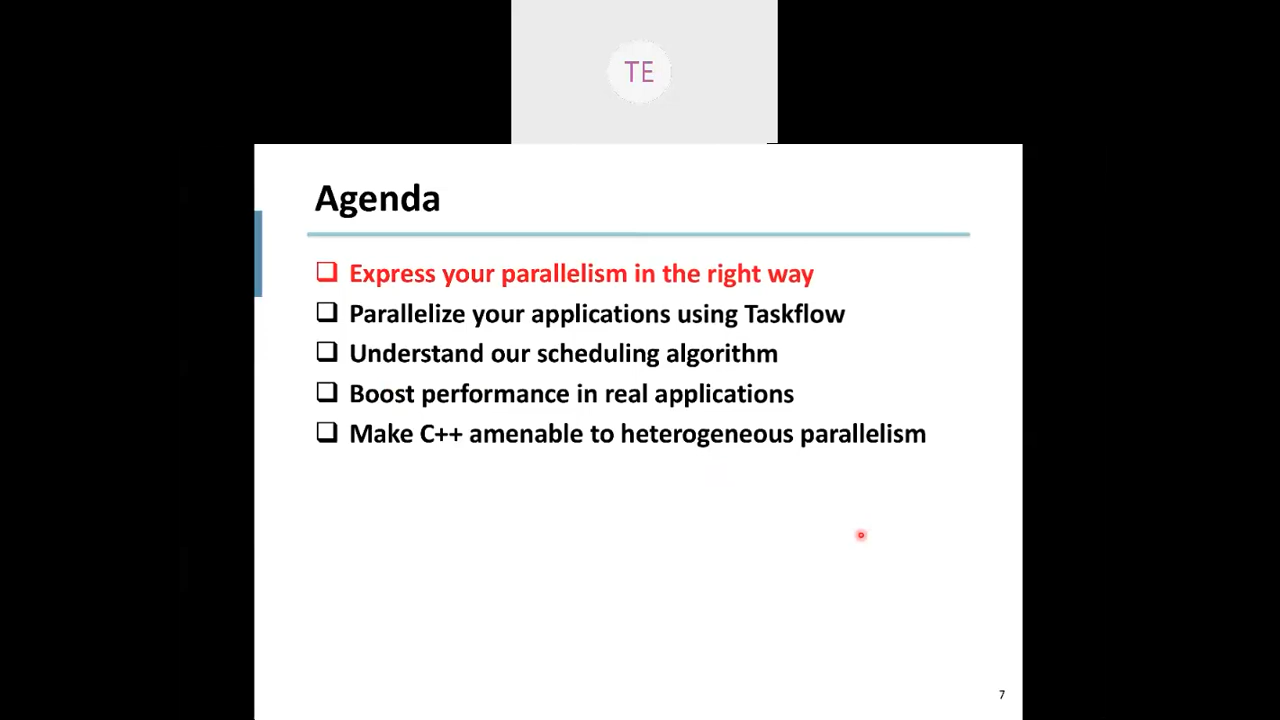 TE
Agenda
❑ Express your parallelism in the right way
❑ Parallelize your applications using Taskflow
❑ Understand our scheduling algorithm
❑ Boost performance in real applications
❑ Make C++ amenable to heterogeneous parallelism
7